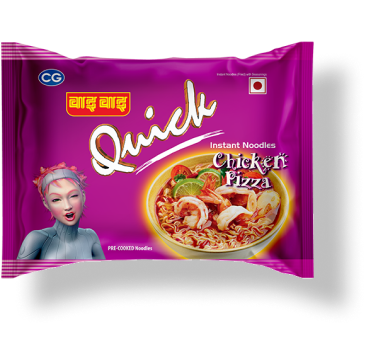 CG
वाइ वाइ
Quick
Instant Noodles
Chicken
Pizza
PRE-COOKED Noodles